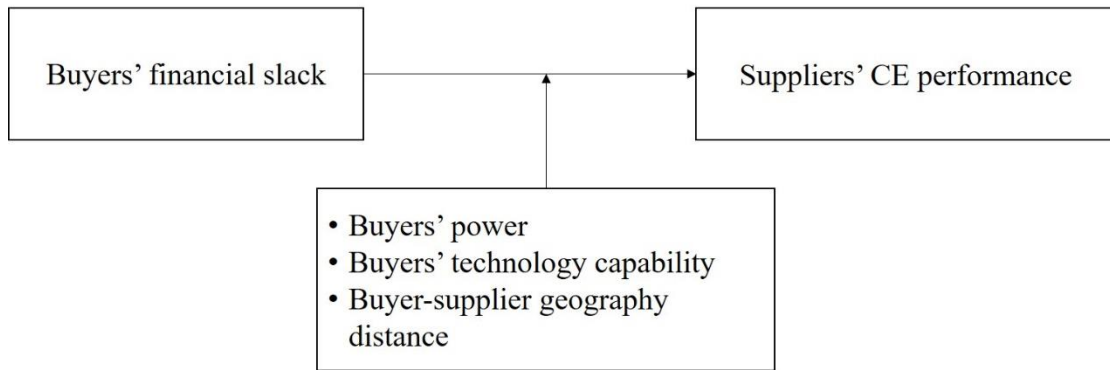 Buyers’ financial slack
Suppliers’ CE performance
• Buyers’ power
• Buyers’ technology capability
• Buyer-supplier geography
distance